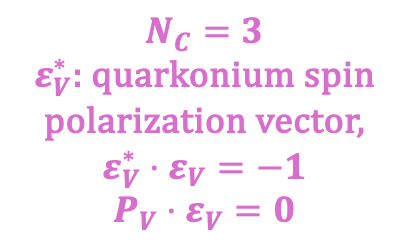 N_C = 3
ε_V^*: quarkonium spin
polarization vector,
ε_V^* · ε_V = −1
P_V · ε_V = 0